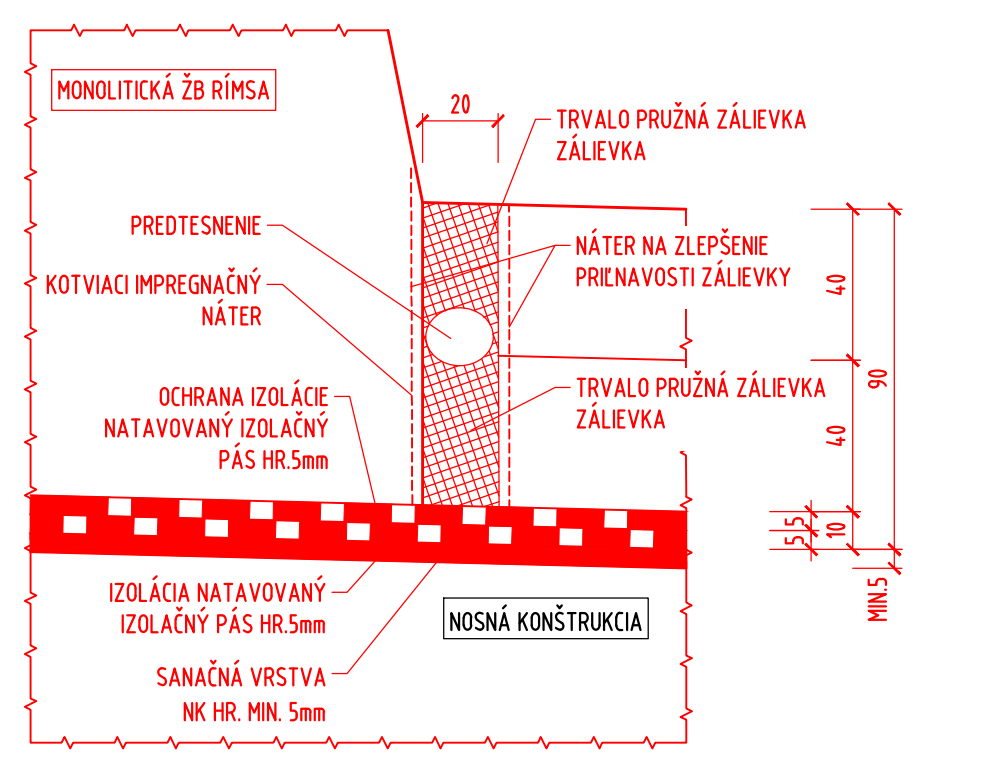 MONOLITICKÁ ŽB RÍMSA
20
TRVALO PRUŽNÁ ZÁLIEVKA
ZÁLIEVKA
PREDTESNENIE
NÁTER NA ZLEPŠENIE
PRIĽNAVOSTI ZÁLIEVKY
KOTVIACI IMPREGNAČNÝ
NÁTER
40
90
OCHRANA IZOLÁCIE
NATAVOVANÝ IZOLAČNÝ
PÁS HR.5mm
TRVALO PRUŽNÁ ZÁLIEVKA
ZÁLIEVKA
40
5
5
10
MIN.5
IZOLÁCIA NATAVOVANÝ
IZOLAČNÝ PÁS HR.5mm
NOSNÁ KONŠTRUKCIA
SANAČNÁ VRSTVA
NK HR. MIN. 5mm